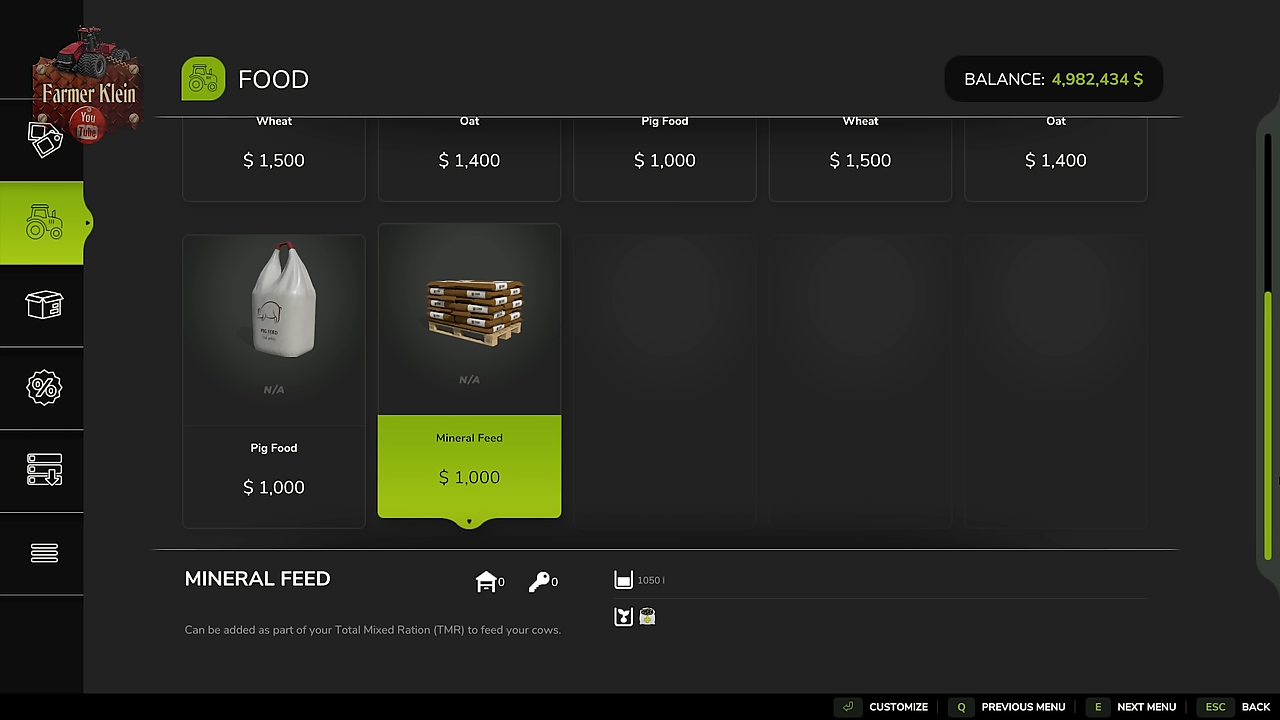 Farmer Klein
You
Tube
FOOD
BALANCE: 4,982,434 $
Wheat
Oat
Pig Food
Wheat
Oat
$ 1,500
$ 1,400
$ 1,000
$ 1,500
$ 1,400
PIG FEED
N/A
N/A
Pig Food
Mineral Feed
$ 1,000
$ 1,000
MINERAL FEED
0
0
1050 l
Can be added as part of your Total Mixed Ration (TMR) to feed your cows.
CUSTOMIZE
Q
PREVIOUS MENU
E
NEXT MENU
ESC
BACK